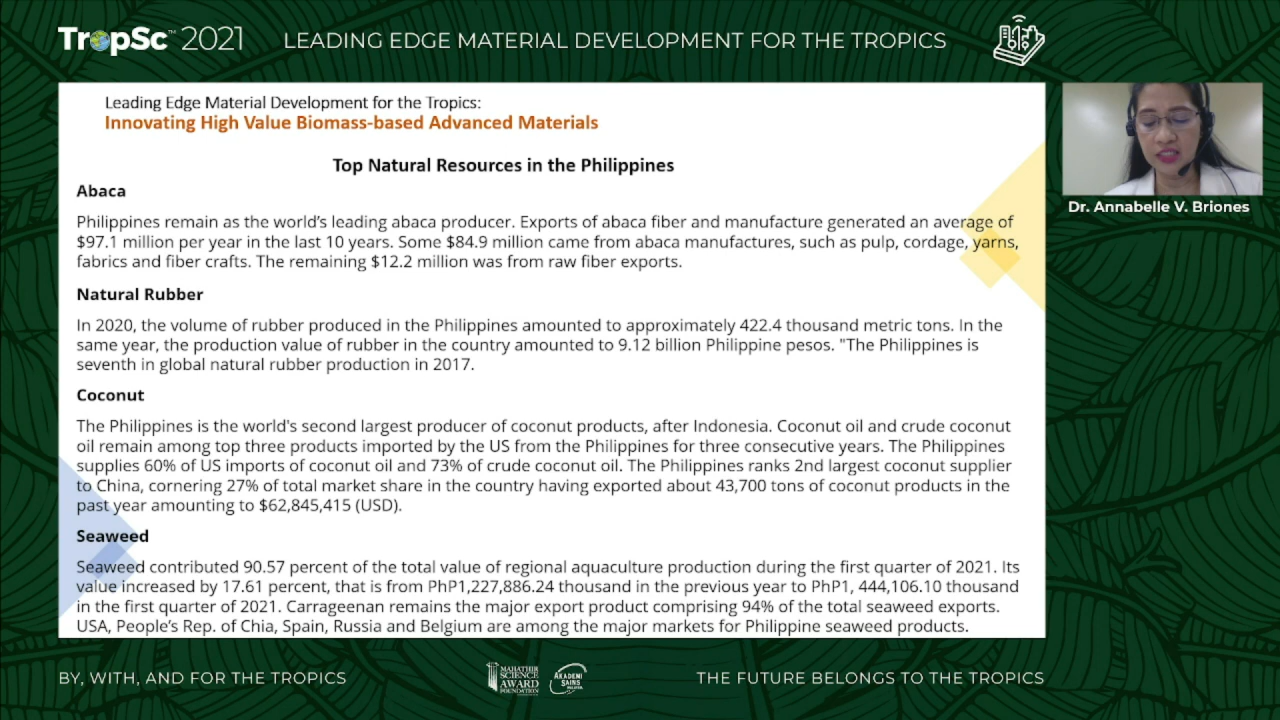 TropSc™ 2021
LEADING EDGE MATERIAL DEVELOPMENT FOR THE TROPICS
Leading Edge Material Development for the Tropics:
Innovating High Value Biomass-based Advanced Materials
Top Natural Resources in the Philippines
Abaca
Philippines remain as the world's leading abaca producer. Exports of abaca fiber and manufacture generated an average of
$97.1 million per year in the last 10 years. Some $84.9 million came from abaca manufactures, such as pulp, cordage, yarns,
fabrics and fiber crafts. The remaining $12.2 million was from raw fiber exports.
Natural Rubber
In 2020, the volume of rubber produced in the Philippines amounted to approximately 422.4 thousand metric tons. In the
same year, the production value of rubber in the country amounted to 9.12 billion Philippine pesos. "The Philippines is
seventh in global natural rubber production in 2017.
Coconut
The Philippines is the world's second largest producer of coconut products, after Indonesia. Coconut oil and crude coconut
oil remain among top three products imported by the US from the Philippines for three consecutive years. The Philippines
supplies 60% of US imports of coconut oil and 73% of crude coconut oil. The Philippines ranks 2nd largest coconut supplier
to China, cornering 27% of total market share in the country having exported about 43,700 tons of coconut products in the
past year amounting to $62,845,415 (USD).
Seaweed
Seaweed contributed 90.57 percent of the total value of regional aquaculture production during the first quarter of 2021. Its
value increased by 17.61 percent, that is from PhP1,227,886.24 thousand in the previous year to PhP1, 444,106.10 thousand
in the first quarter of 2021. Carrageenan remains the major export product comprising 94% of the total seaweed exports.
USA, People's Rep. of Chia, Spain, Russia and Belgium are among the major markets for Philippine seaweed products.
Dr. Annabelle V. Briones
BY, WITH, AND FOR THE TROPICS
MAHATHIR
SCIENCE
AWARD
FOUNDATION
AKADEMI
SAINS
THE FUTURE BELONGS TO THE TROPICS